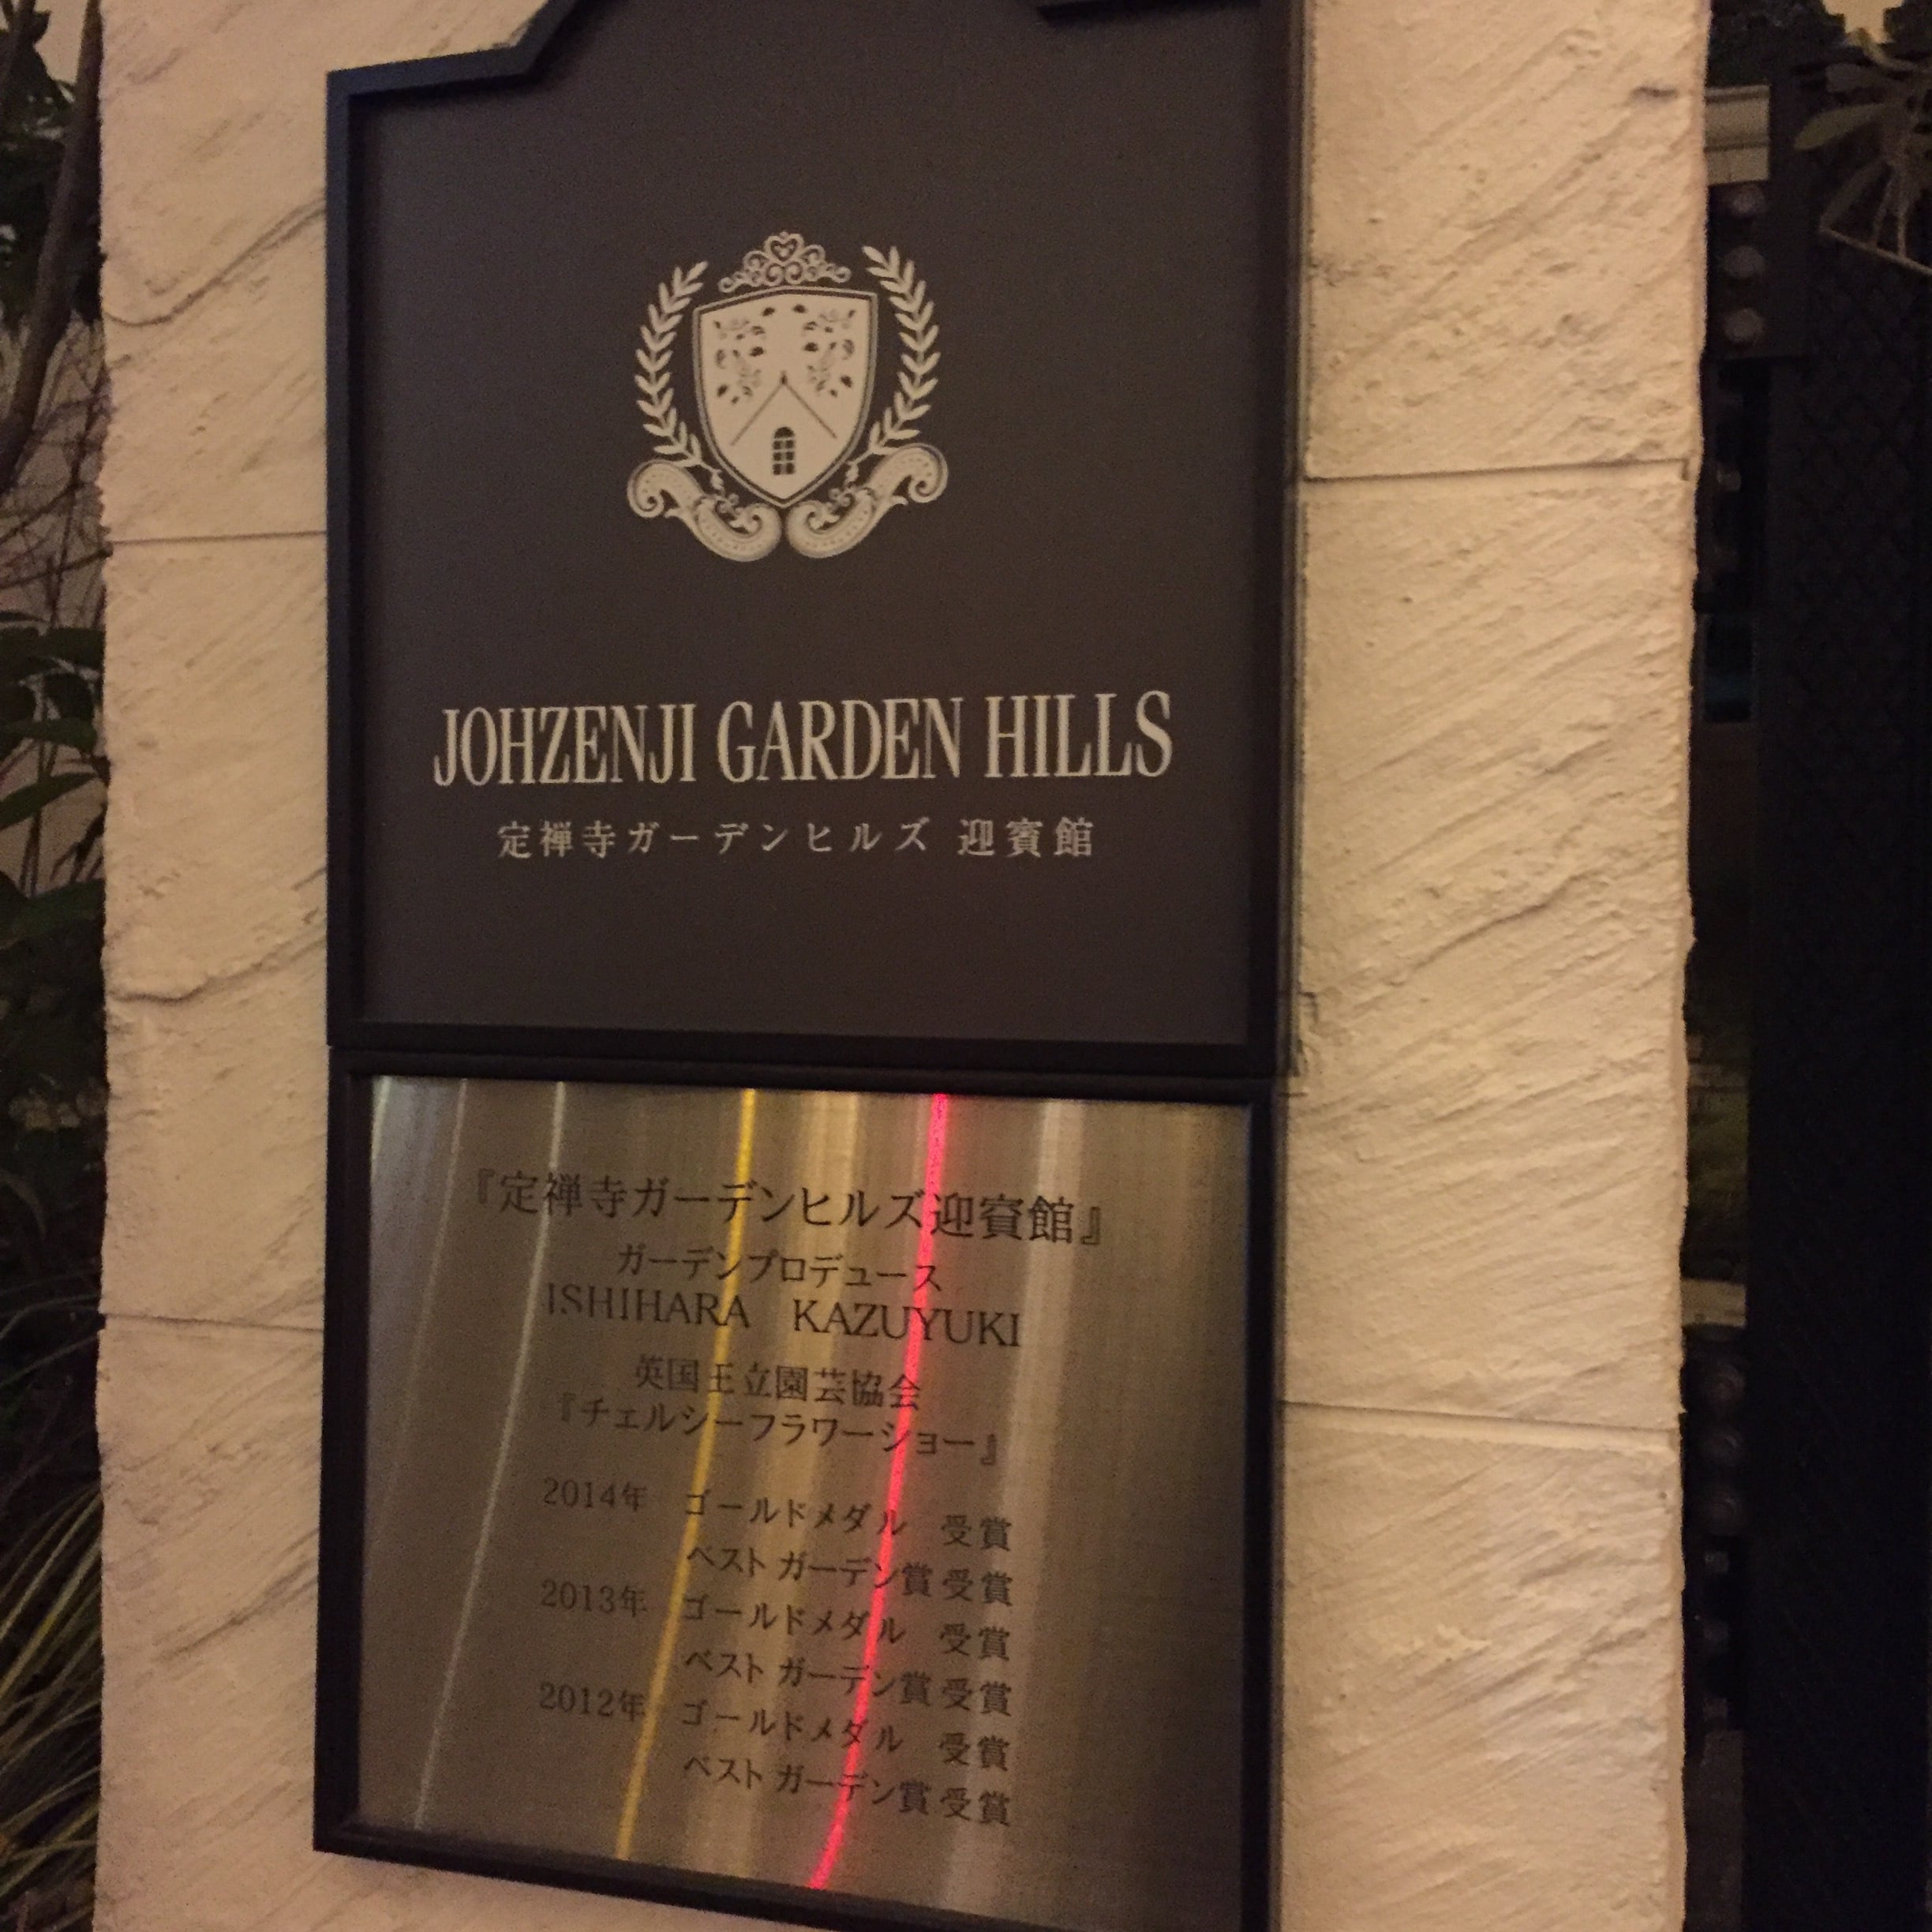 JOHZENJI GARDEN HILLS
定禅寺ガーデンヒルズ 迎賓館
『定禅寺ガーデンヒルズ迎賓館』
ガーデンプロデュース
ISHIHARA KAZUYUKI
英国王立園芸協会
『チェルシーフラワーショー』
2014年 ゴールドメダル 受賞
ベスト ガーデン賞 受賞
2013年 ゴールドメダル 受賞
ベスト ガーデン賞 受賞
2012年 ゴールドメダル 受賞
ベスト ガーデン賞 受賞